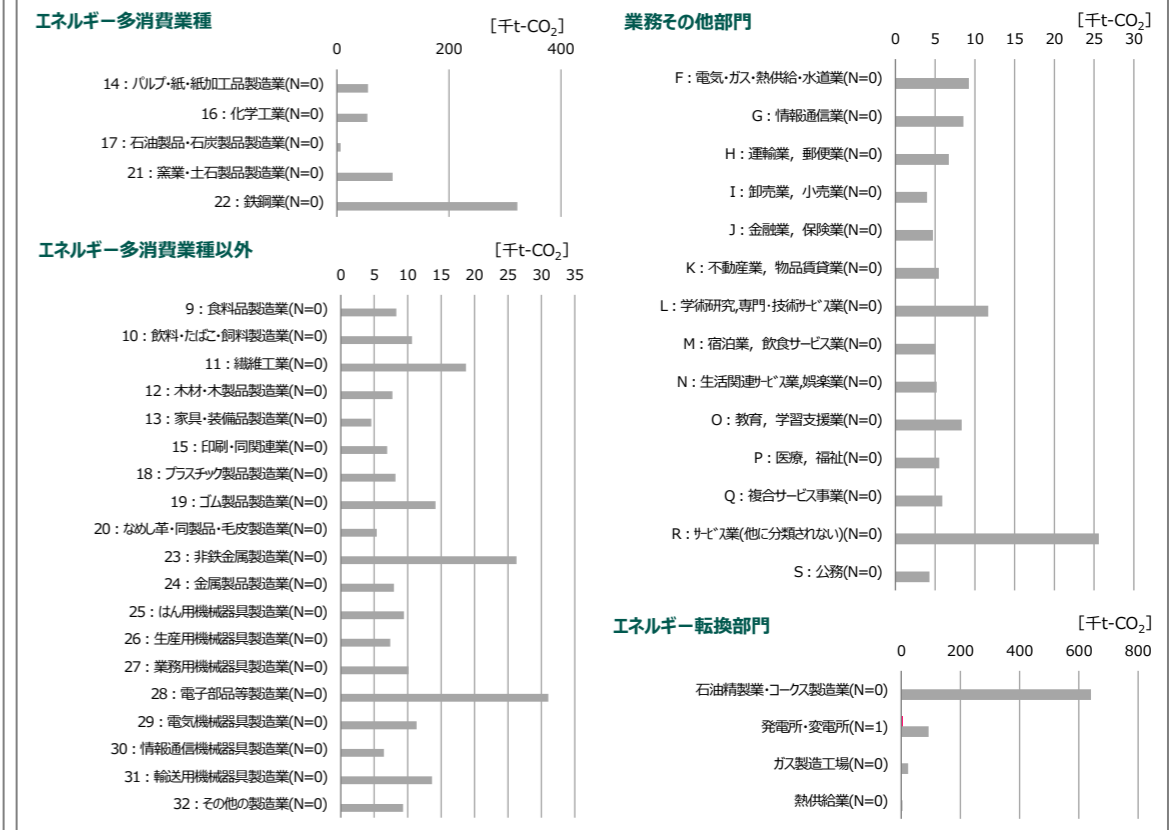 エネルギー多消費業種
[千t-CO2]
0 200 400
14：パルプ・紙・紙加工品製造業(N=0)
16：化学工業(N=0)
17：石油製品・石炭製品製造業(N=0)
21：窯業・土石製品製造業(N=0)
22：鉄鋼業(N=0)
エネルギー多消費業種以外
[千t-CO2]
0 5 10 15 20 25 30 35
9：食料品製造業(N=0)
10：飲料・たばこ・飼料製造業(N=0)
11：繊維工業(N=0)
12：木材・木製品製造業(N=0)
13：家具・装備品製造業(N=0)
15：印刷・同関連業(N=0)
18：プラスチック製品製造業(N=0)
19：ゴム製品製造業(N=0)
20：なめし革・同製品・毛皮製造業(N=0)
23：非鉄金属製造業(N=0)
24：金属製品製造業(N=0)
25：はん用機械器具製造業(N=0)
26：生産用機械器具製造業(N=0)
27：業務用機械器具製造業(N=0)
28：電子部品等製造業(N=0)
29：電気機械器具製造業(N=0)
30：情報通信機械器具製造業(N=0)
31：輸送用機械器具製造業(N=0)
32：その他の製造業(N=0)
業務その他部門
[千t-CO2]
0 5 10 15 20 25 30
F：電気・ガス・熱供給・水道業(N=0)
G：情報通信業(N=0)
H：運輸業，郵便業(N=0)
I：卸売業，小売業(N=0)
J：金融業，保険業(N=0)
K：不動産業，物品賃貸業(N=0)
L：学術研究,専門・技術サービス業(N=0)
M：宿泊業，飲食サービス業(N=0)
N：生活関連サービス業,娯楽業(N=0)
O：教育，学習支援業(N=0)
P：医療，福祉(N=0)
Q：複合サービス事業(N=0)
R：サービス業(他に分類されない)(N=0)
S：公務(N=0)
エネルギー転換部門
[千t-CO2]
0 200 400 600 800
石油精製業・コークス製造業(N=0)
発電所・変電所(N=1)
ガス製造工場(N=0)
熱供給業(N=0)